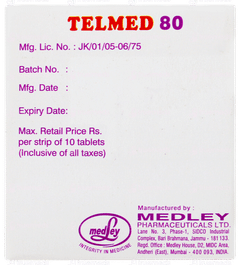 TELMED 80
Mfg. Lic. No. : JK/01/05-06/75
Batch No. :
Mfg. Date :
Expiry Date:
Max. Retail Price Rs.
per strip of 10 tablets
(Inclusive of all taxes)
Manufactured by :
MEDLEY
PHARMACEUTICALS LTD.
Lane No. 3, Phase-1, SIDCO Industrial
Complex, Bari Brahmana, Jammu - 181133
Regd. Office : Medley House, D2, MIDC Area,
Andheri (East), Mumbai - 400 093, INDIA.
medley
INTEGRITY IN MEDICINE